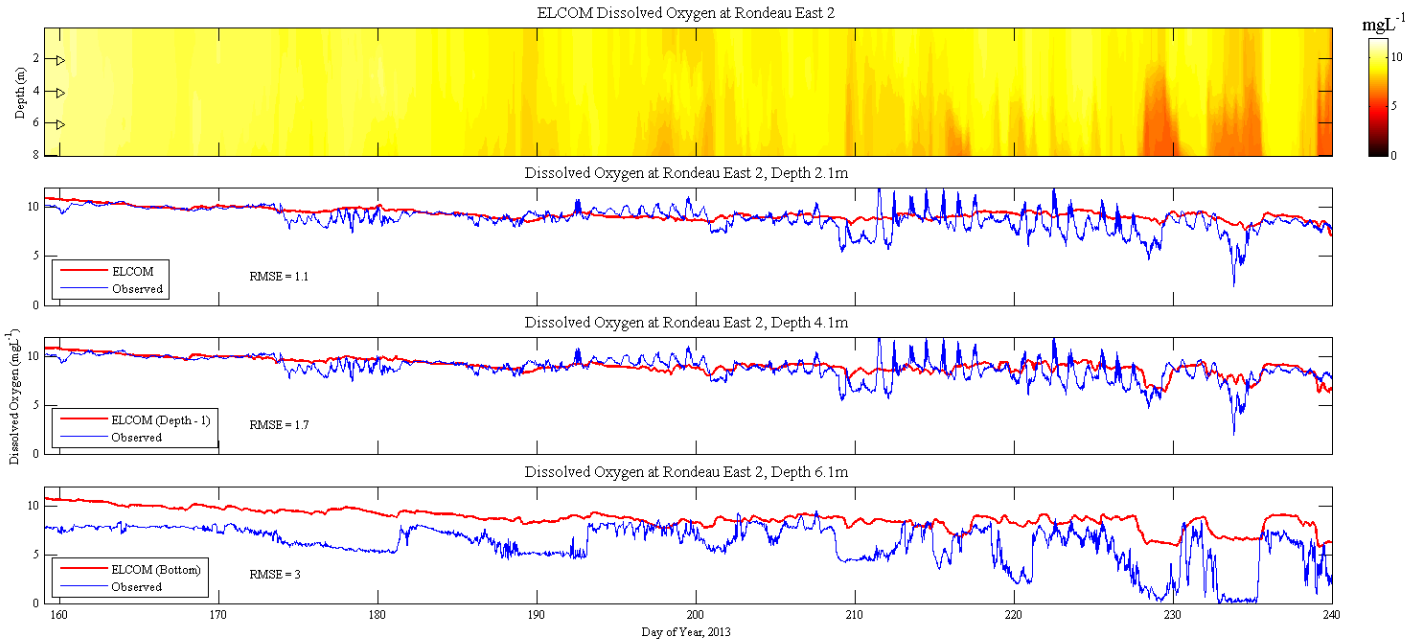 ELCOM Dissolved Oxygen at Rondeau East 2
mgL-1
Depth (m)
2
4
6
8
10
5
0
Dissolved Oxygen at Rondeau East 2, Depth 2.1m
10
5
0
ELCOM
Observed
RMSE = 1.1
Dissolved Oxygen at Rondeau East 2, Depth 4.1m
Dissolved Oxygen (mgL-1)
10
5
0
ELCOM (Depth - 1)
Observed
RMSE = 1.7
Dissolved Oxygen at Rondeau East 2, Depth 6.1m
10
5
0
ELCOM (Bottom)
Observed
RMSE = 3
160 170 180 190 200 210 220 230 240
Day of Year, 2013